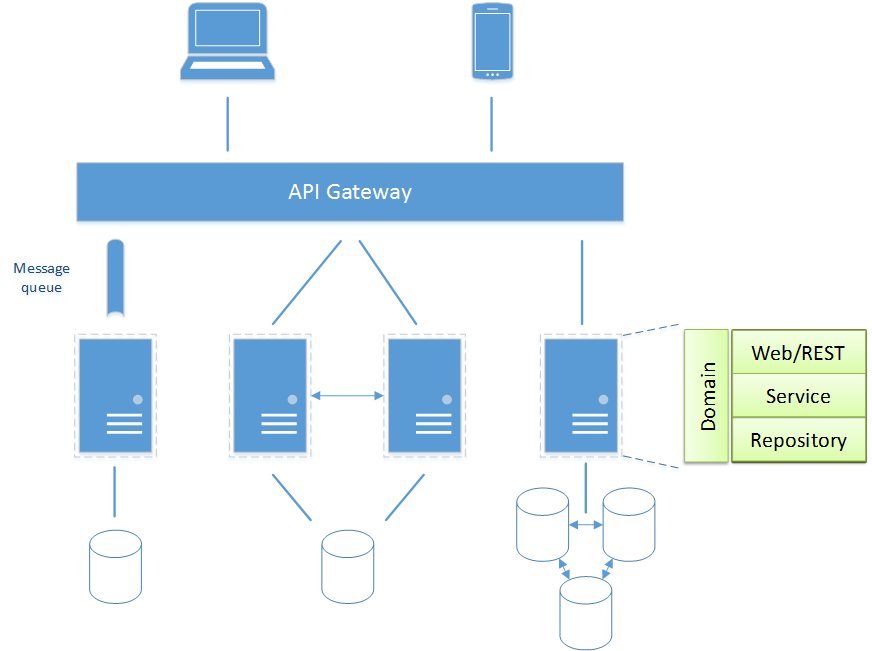 API Gateway
Message
queue
Domain
Web/REST
Service
Repository